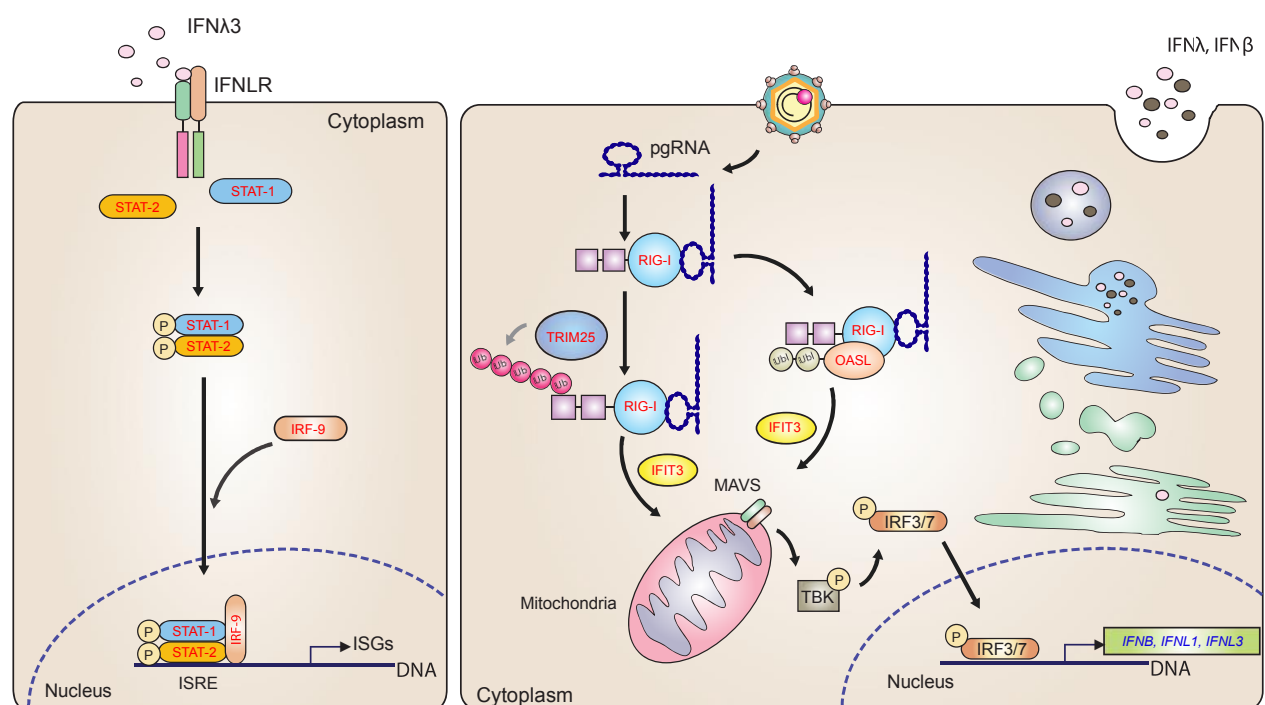 IFNλ3
IFNLR
Cytoplasm
STAT-1
STAT-2
P
STAT-1
P
STAT-2
IRF-9
P
STAT-1
P
STAT-2
IRF-9
ISGs
DNA
ISRE
Nucleus
IFNλ, IFNβ
pgRNA
RIG-I
TRIM25
Ub
Ub
Ub
Ub
Ub
RIG-I
RIG-I
Ubl
Ubl
OASL
IFIT3
IFIT3
MAVS
Mitochondria
TBK
P
P
IRF3/7
P
IRF3/7
IFNB, IFNL1, IFNL3
DNA
Nucleus
Cytoplasm